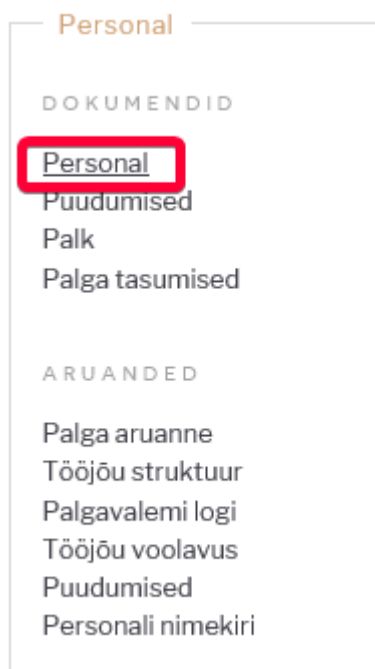 Personal
DOKUMENDID
Personal
Puudumised
Palk
Palga tasumised
ARUANDED
Palga aruanne
Tööjõu struktuur
Palgavalemi logi
Tööjõu voolavus
Puudumised
Personali nimekiri